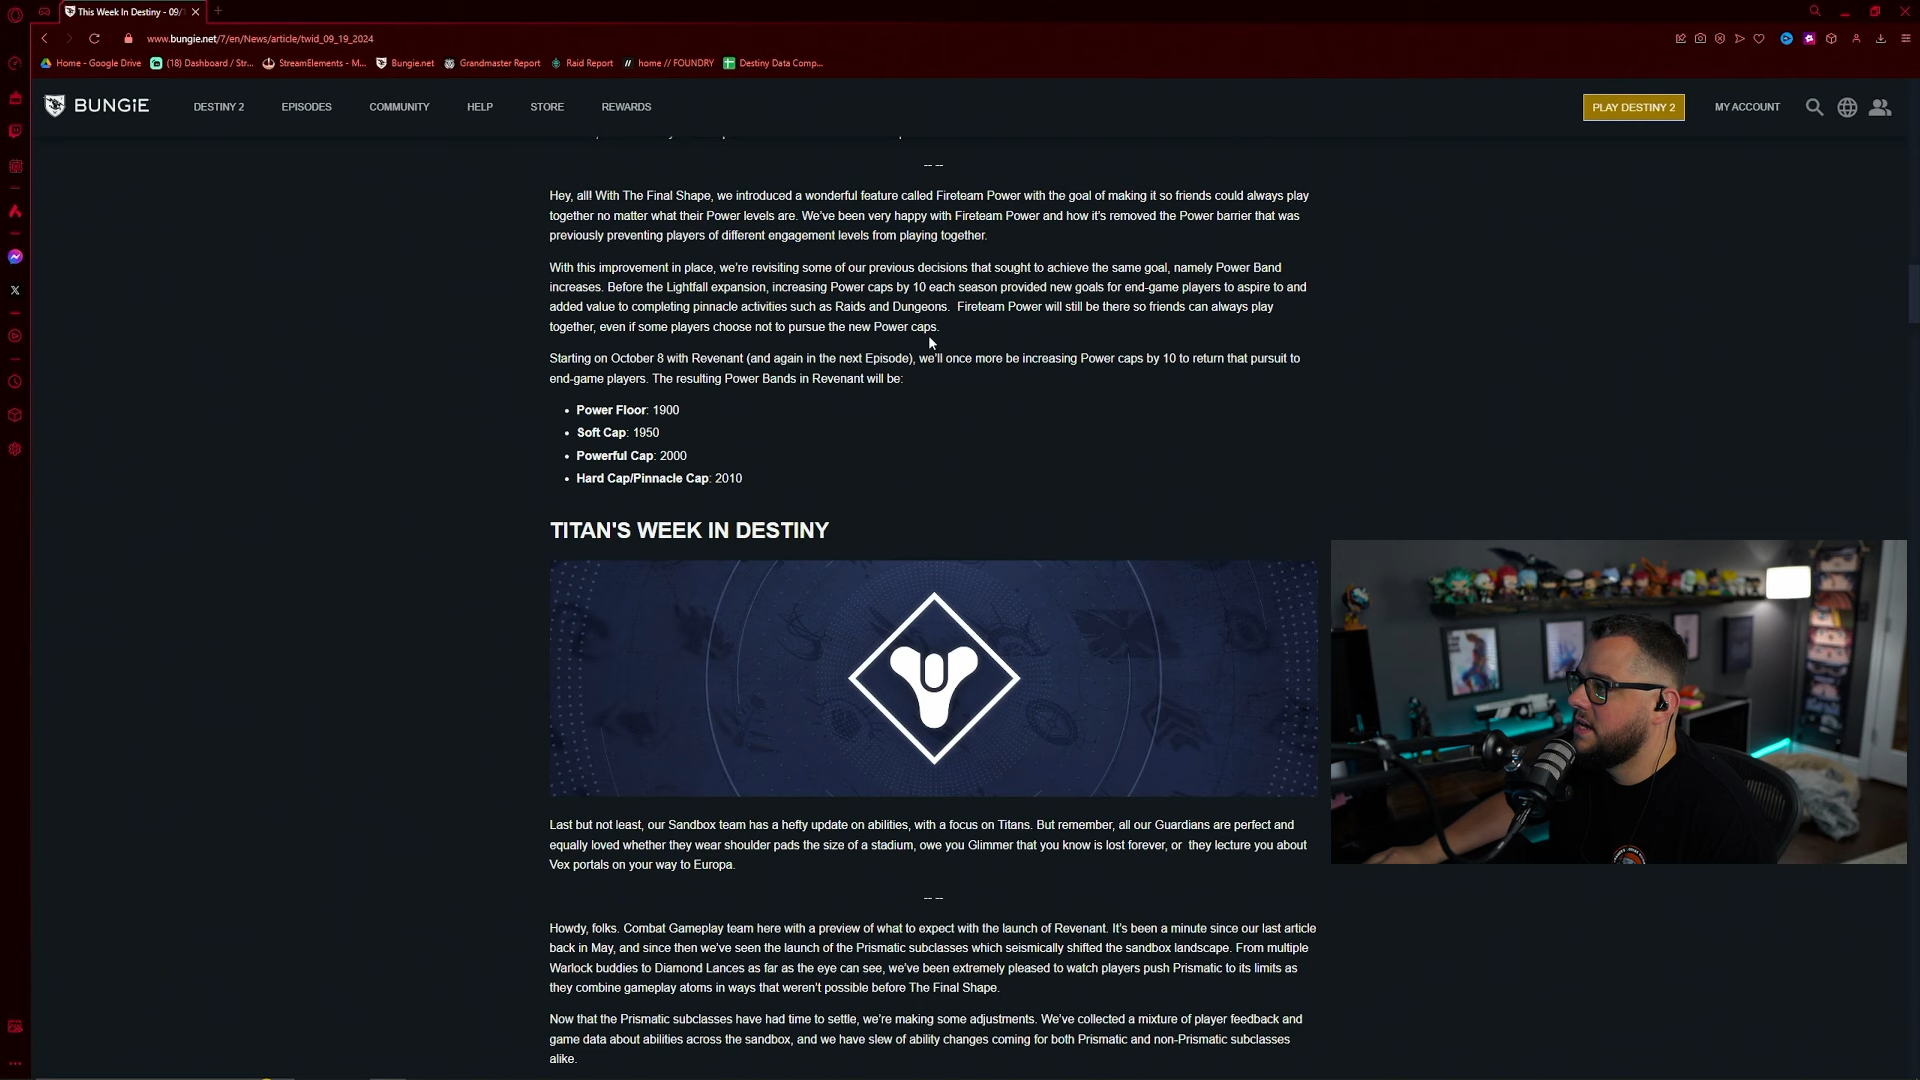 This Week In Destiny - 09/
www.bungie.net/7/en/News/article/twid_09_19_2024
Home - Google Drive
(18) Dashboard / Str...
StreamElements - M...
Bungie.net
Grandmaster Report
Raid Report
home // FOUNDRY
Destiny Data Comp...
BUNGiE
DESTINY 2
EPISODES
COMMUNITY
HELP
STORE
REWARDS
PLAY DESTINY 2
MY ACCOUNT
-- --
Hey, all! With The Final Shape, we introduced a wonderful feature called Fireteam Power with the goal of making it so friends could always play
together no matter what their Power levels are. We've been very happy with Fireteam Power and how it's removed the Power barrier that was
previously preventing players of different engagement levels from playing together.
With this improvement in place, we're revisiting some of our previous decisions that sought to achieve the same goal, namely Power Band
increases. Before the Lightfall expansion, increasing Power caps by 10 each season provided new goals for end-game players to aspire to and
added value to completing pinnacle activities such as Raids and Dungeons.  Fireteam Power will still be there so friends can always play
together, even if some players choose not to pursue the new Power caps.
Starting on October 8 with Revenant (and again in the next Episode), we'll once more be increasing Power caps by 10 to return that pursuit to
end-game players. The resulting Power Bands in Revenant will be:
• Power Floor: 1900
• Soft Cap: 1950
• Powerful Cap: 2000
• Hard Cap/Pinnacle Cap: 2010
TITAN'S WEEK IN DESTINY
Last but not least, our Sandbox team has a hefty update on abilities, with a focus on Titans. But remember, all our Guardians are perfect and
equally loved whether they wear shoulder pads the size of a stadium, owe you Glimmer that you know is lost forever, or  they lecture you about
Vex portals on your way to Europa.
-- --
Howdy, folks. Combat Gameplay team here with a preview of what to expect with the launch of Revenant. It's been a minute since our last article
back in May, and since then we've seen the launch of the Prismatic subclasses which seismically shifted the sandbox landscape. From multiple
Warlock buddies to Diamond Lances as far as the eye can see, we've been extremely pleased to watch players push Prismatic to its limits as
they combine gameplay atoms in ways that weren't possible before The Final Shape.
Now that the Prismatic subclasses have had time to settle, we're making some adjustments. We've collected a mixture of player feedback and
game data about abilities across the sandbox, and we have slew of ability changes coming for both Prismatic and non-Prismatic subclasses
alike.